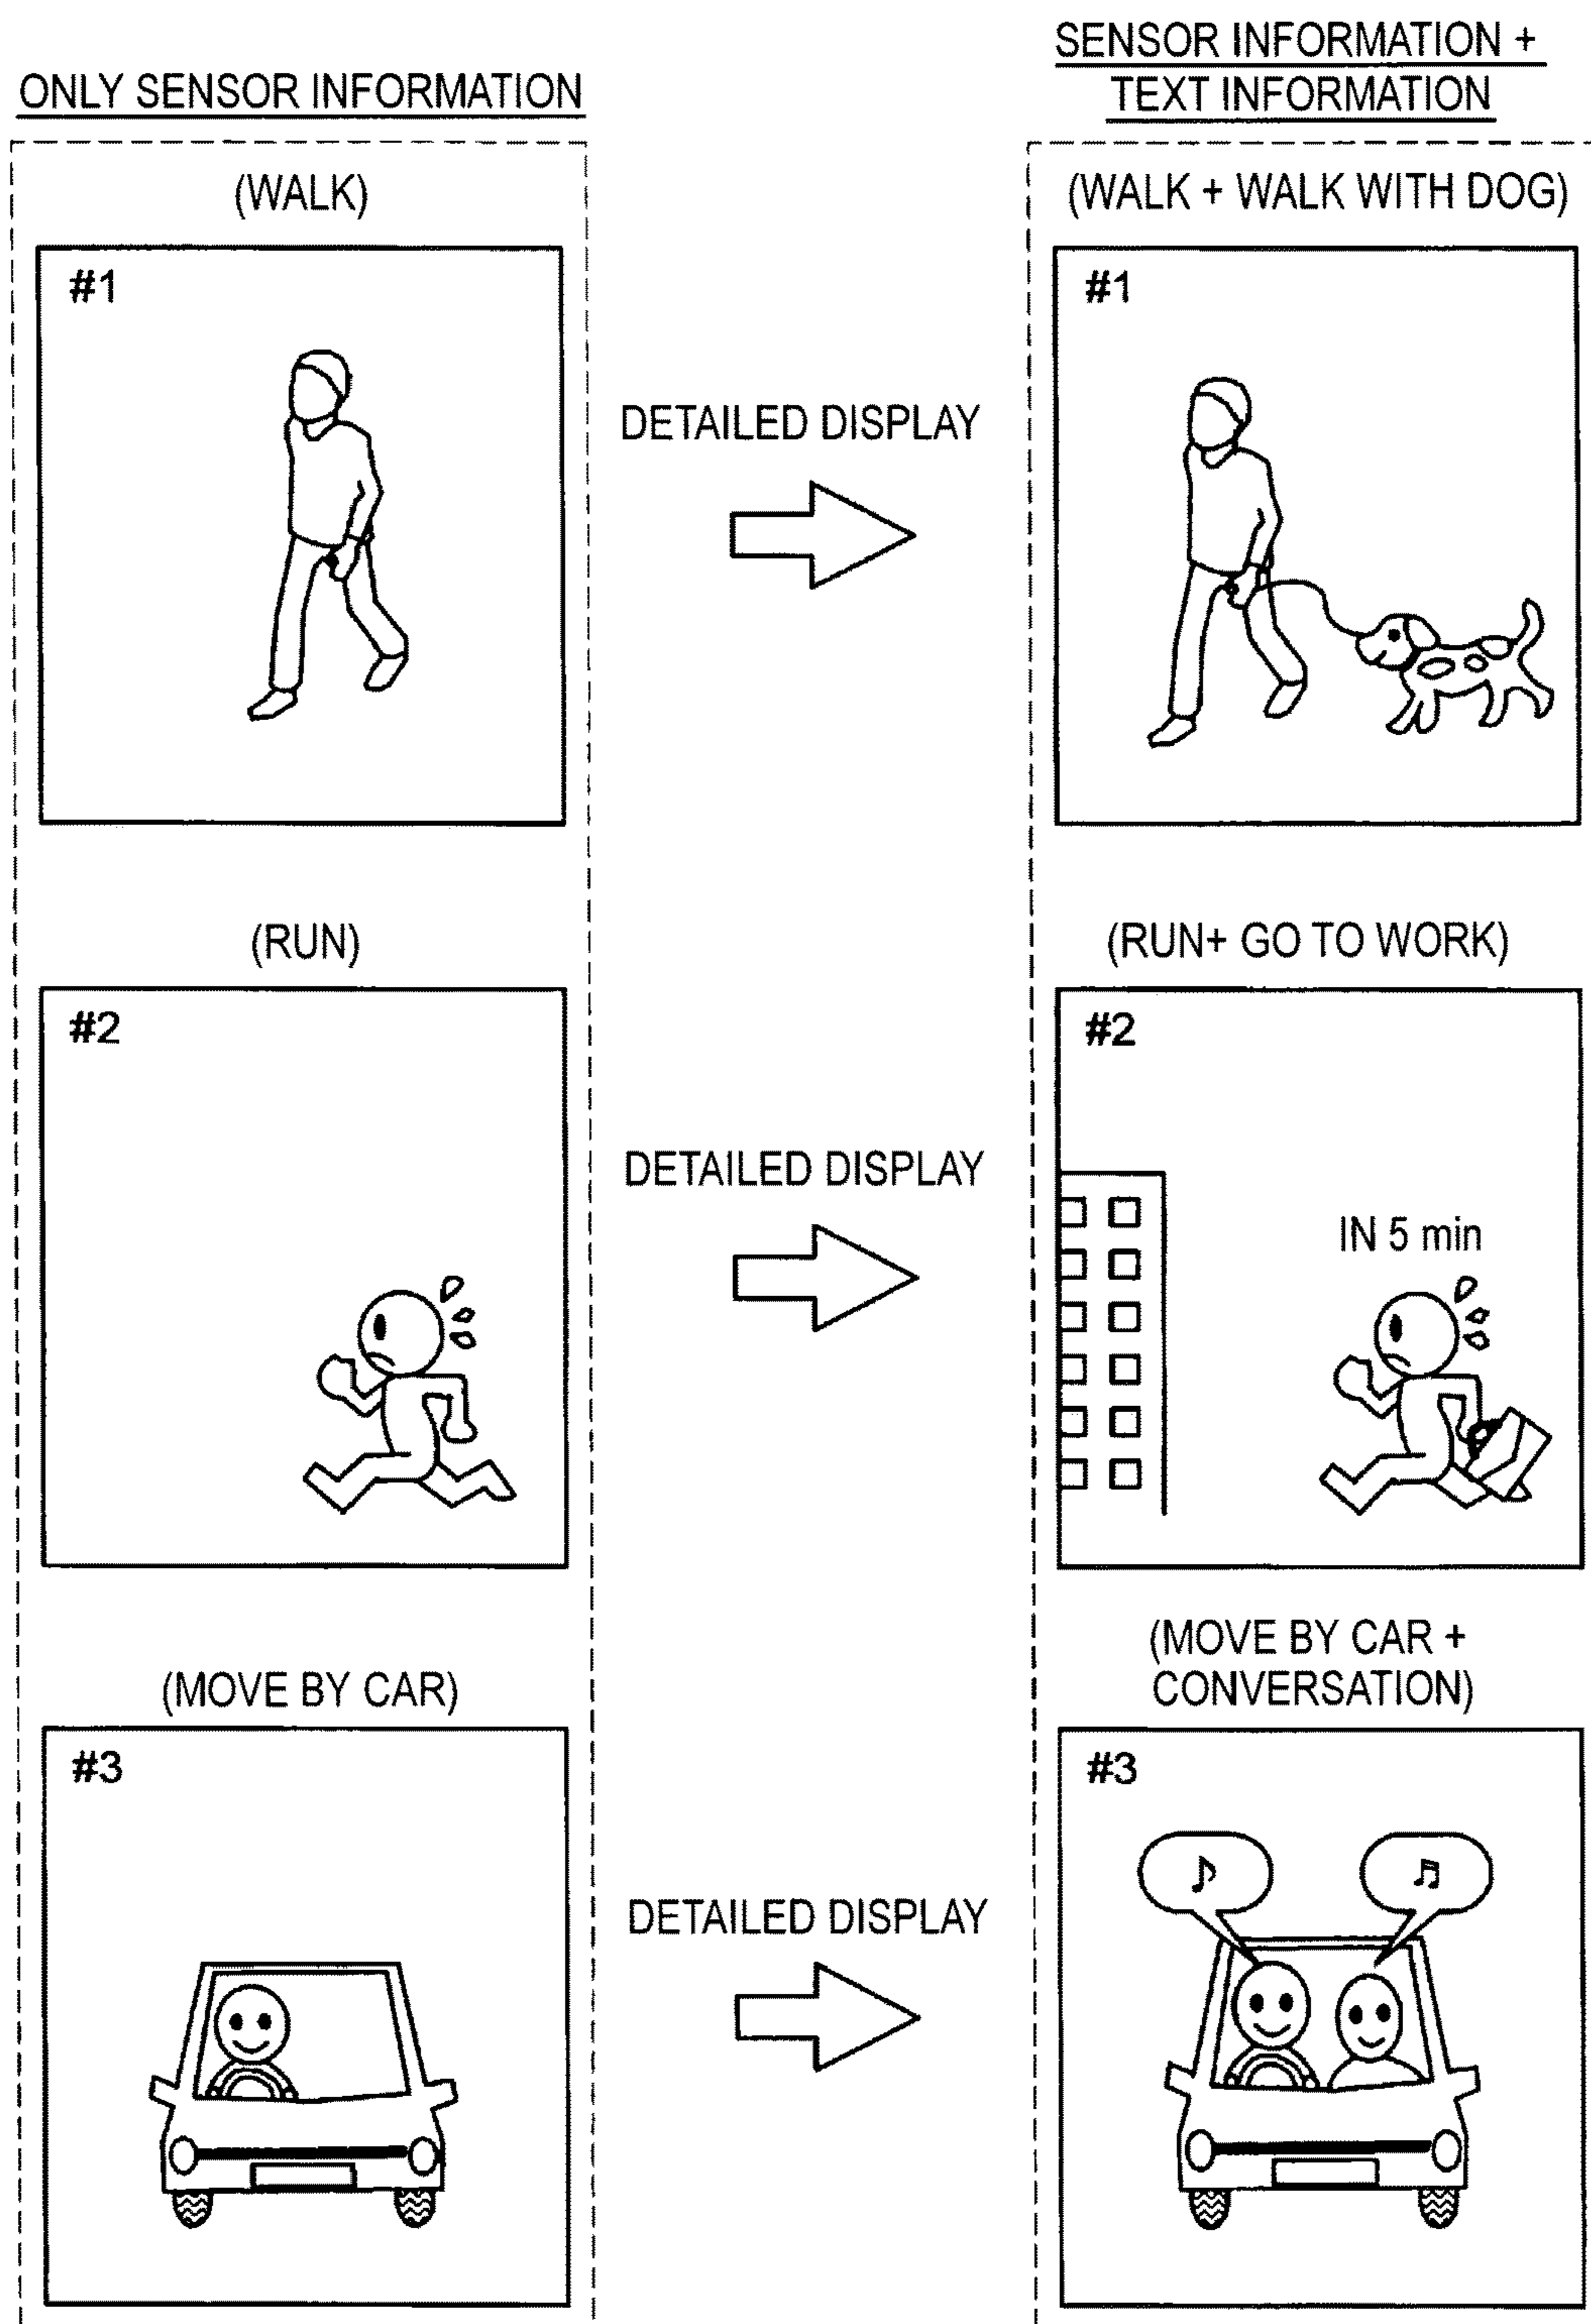 ONLY SENSOR INFORMATION
SENSOR INFORMATION +
TEXT INFORMATION
(WALK)
(WALK + WALK WITH DOG)
#1
DETAILED DISPLAY
#1
(RUN)
(RUN+ GO TO WORK)
#2
DETAILED DISPLAY
#2
IN 5 min
(MOVE BY CAR)
(MOVE BY CAR +
CONVERSATION)
#3
DETAILED DISPLAY
#3